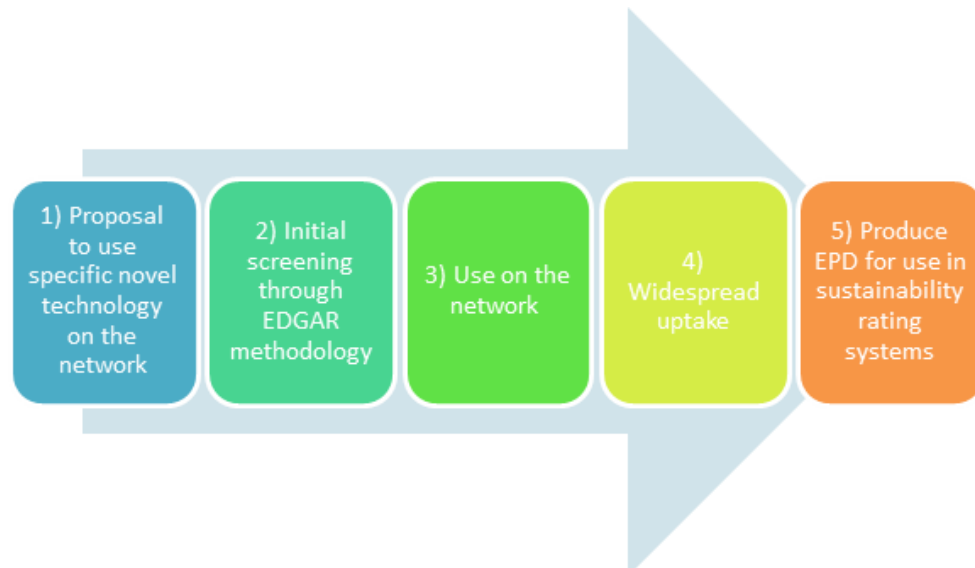 1) Proposal
to use
specific novel
technology
on the
network
2) Initial
screening
through
EDGAR
methodology
3) Use on the
network
4)
Widespread
uptake
5) Produce
EPD for use in
sustainability
rating
systems